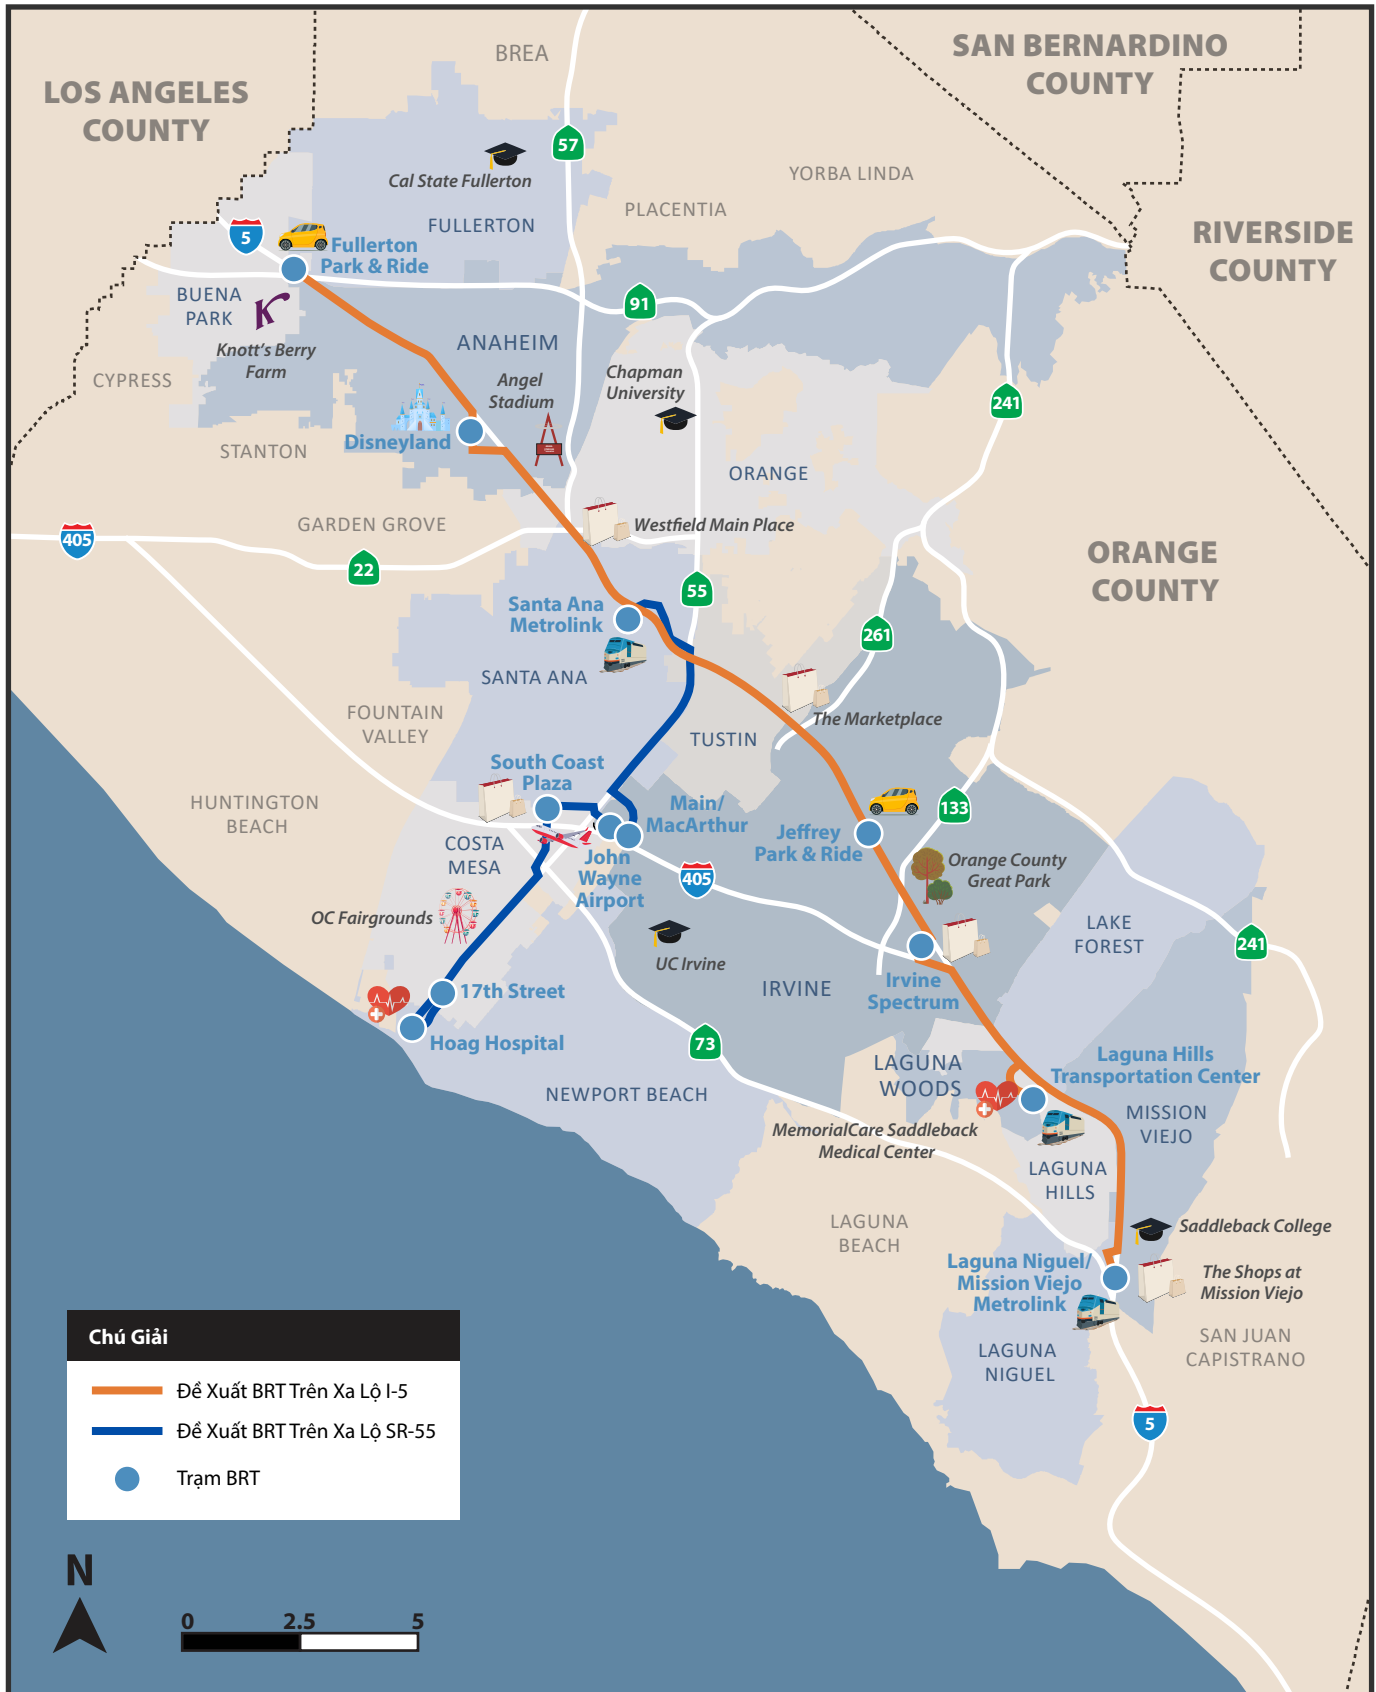 BREA
SAN BERNARDINO
COUNTY
LOS ANGELES
COUNTY
57
Cal State Fullerton
YORBA LINDA
PLACENTIA
FULLERTON
5
Fullerton
Park & Ride
RIVERSIDE
COUNTY
BUENA
PARK
K
91
ANAHEIM
Knott's Berry
Farm
CYPRESS
Angel
Stadium
Chapman
University
241
Disneyland
STANTON
ORANGE
GARDEN GROVE
Westfield Main Place
405
22
ORANGE
COUNTY
55
Santa Ana
Metrolink
261
SANTA ANA
FOUNTAIN
VALLEY
The Marketplace
TUSTIN
South Coast
Plaza
HUNTINGTON
BEACH
Main/
MacArthur
133
Jeffrey
Park & Ride
COSTA
MESA
John
Wayne
Airport
405
Orange County
Great Park
OC Fairgrounds
LAKE
FOREST
241
UC Irvine
IRVINE
Irvine
Spectrum
17th Street
Hoag Hospital
73
LAGUNA
WOODS
Laguna Hills
Transportation Center
NEWPORT BEACH
MISSION
VIEJO
MemorialCare Saddleback
Medical Center
LAGUNA
HILLS
LAGUNA
BEACH
Saddleback College
Laguna Niguel/
Mission Viejo
Metrolink
The Shops at
Mission Viejo
SAN JUAN
CAPISTRANO
LAGUNA
NIGUEL
5
Chú Giải
Đề Xuất BRT Trên Xa Lộ I-5
Đề Xuất BRT Trên Xa Lộ SR-55
Trạm BRT
N
0 2.5 5